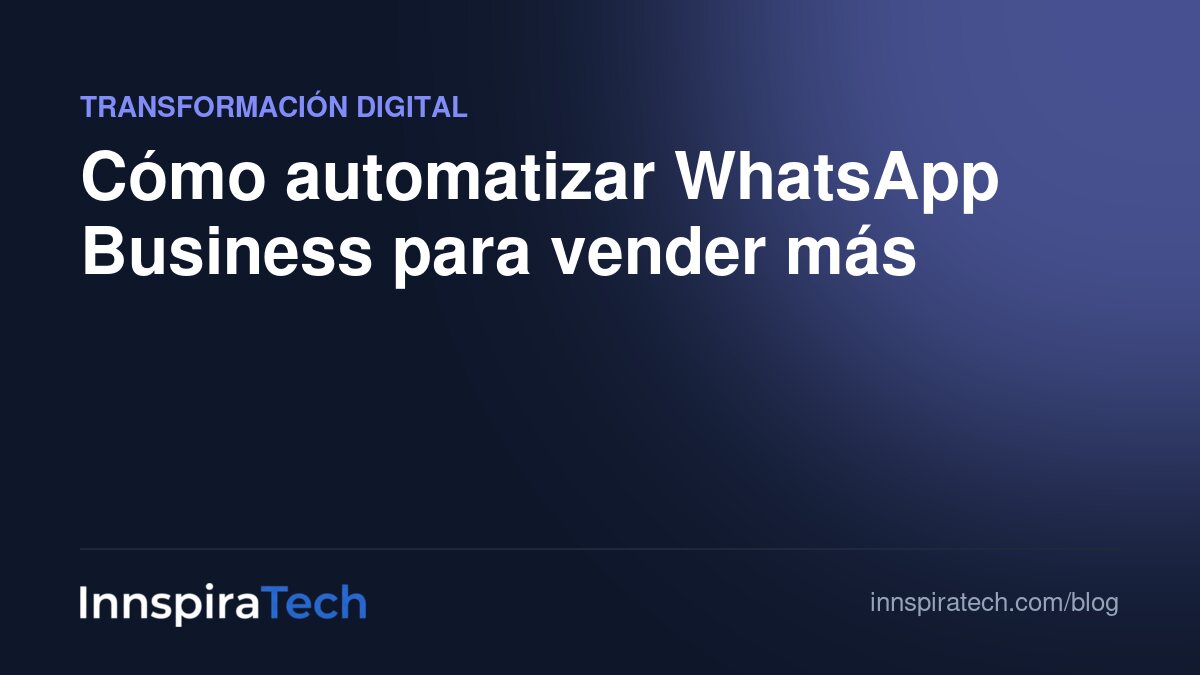 TRANSFORMACIÓN DIGITAL
Cómo automatizar WhatsApp
Business para vender más
InnspiraTech
innspiratech.com/blog